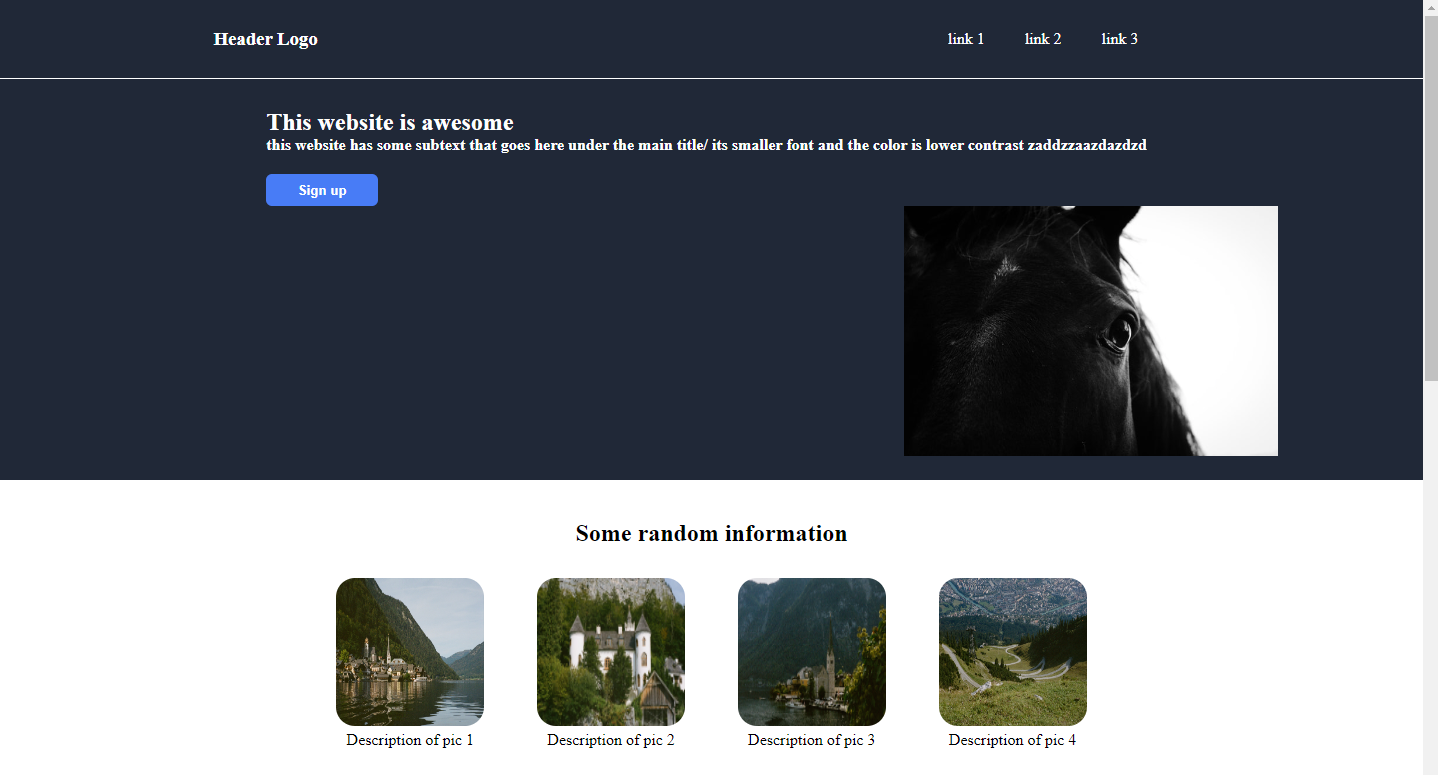 Header Logo
link 1 link 2 link 3
This website is awesome
this website has some subtext that goes here under the main title/ its smaller font and the color is lower contrast zaddzzaazdazdzd
Sign up
Some random information
Description of pic 1
Description of pic 2
Description of pic 3
Description of pic 4